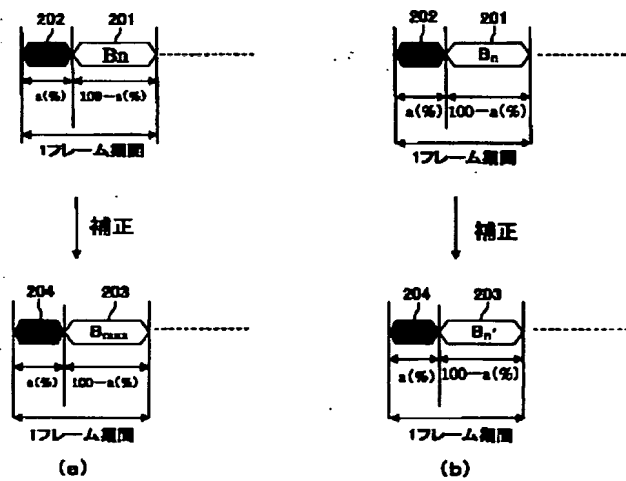 202 201 202 201
Bn Bn
a(%) 100-a(%) a(%) 100-a(%)
1フレーム期間 1フレーム期間
補正 補正
204 203 204 203
Bmax Bn'
a(%) 100-a(%) a(%) 100-a(%)
1フレーム期間 1フレーム期間
(a) (b)